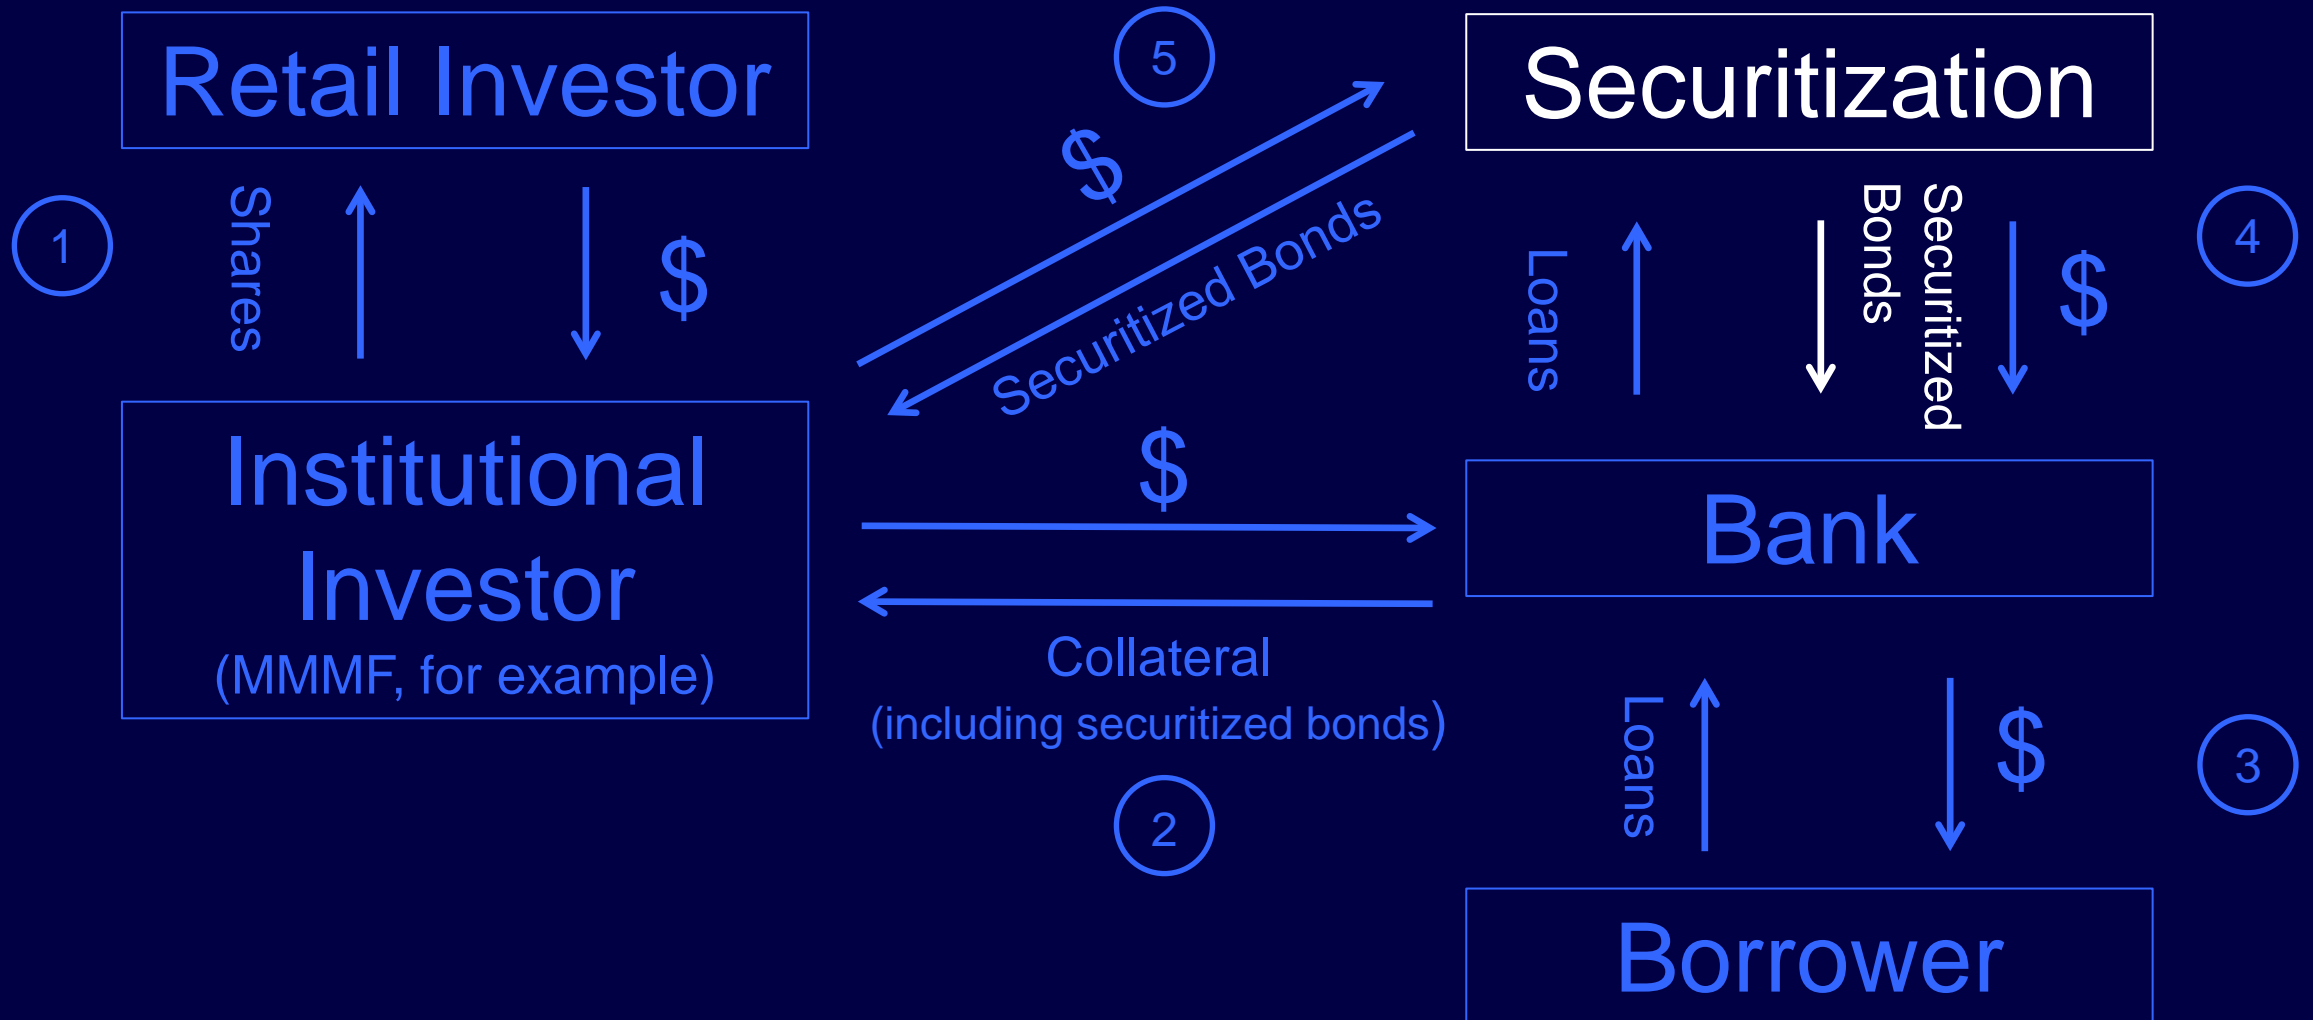 Retail Investor
5
Securitization
$
1
Shares
$
Securitized Bonds
Loans
Securitized
Bonds
$
4
Institutional
Investor
(MMMF, for example)
$
Bank
Collateral
(including securitized bonds)
2
Loans
$
3
Borrower